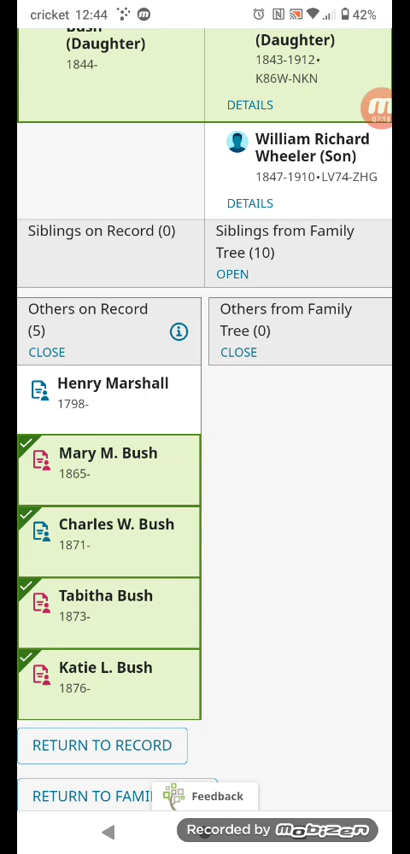 cricket 12:44 42%
Bush
(Daughter)
1844-
(Daughter)
1843-1912 •
K86W-NKN
DETAILS
07:18
William Richard
Wheeler (Son)
1847-1910 • LV74-ZHG
DETAILS
Siblings on Record (0)
Siblings from Family
Tree (10)
OPEN
Others on Record
(5)
CLOSE
Others from Family
Tree (0)
CLOSE
Henry Marshall
1798-
Mary M. Bush
1865-
Charles W. Bush
1871-
Tabitha Bush
1873-
Katie L. Bush
1876-
RETURN TO RECORD
RETURN TO FAMI
Feedback
Recorded by mobizen